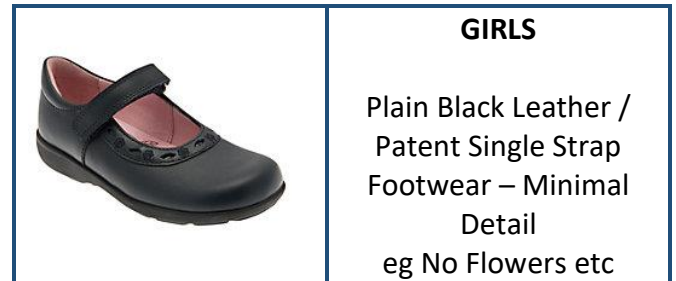 GIRLS
Plain Black Leather /
Patent Single Strap
Footwear – Minimal
Detail
eg No Flowers etc